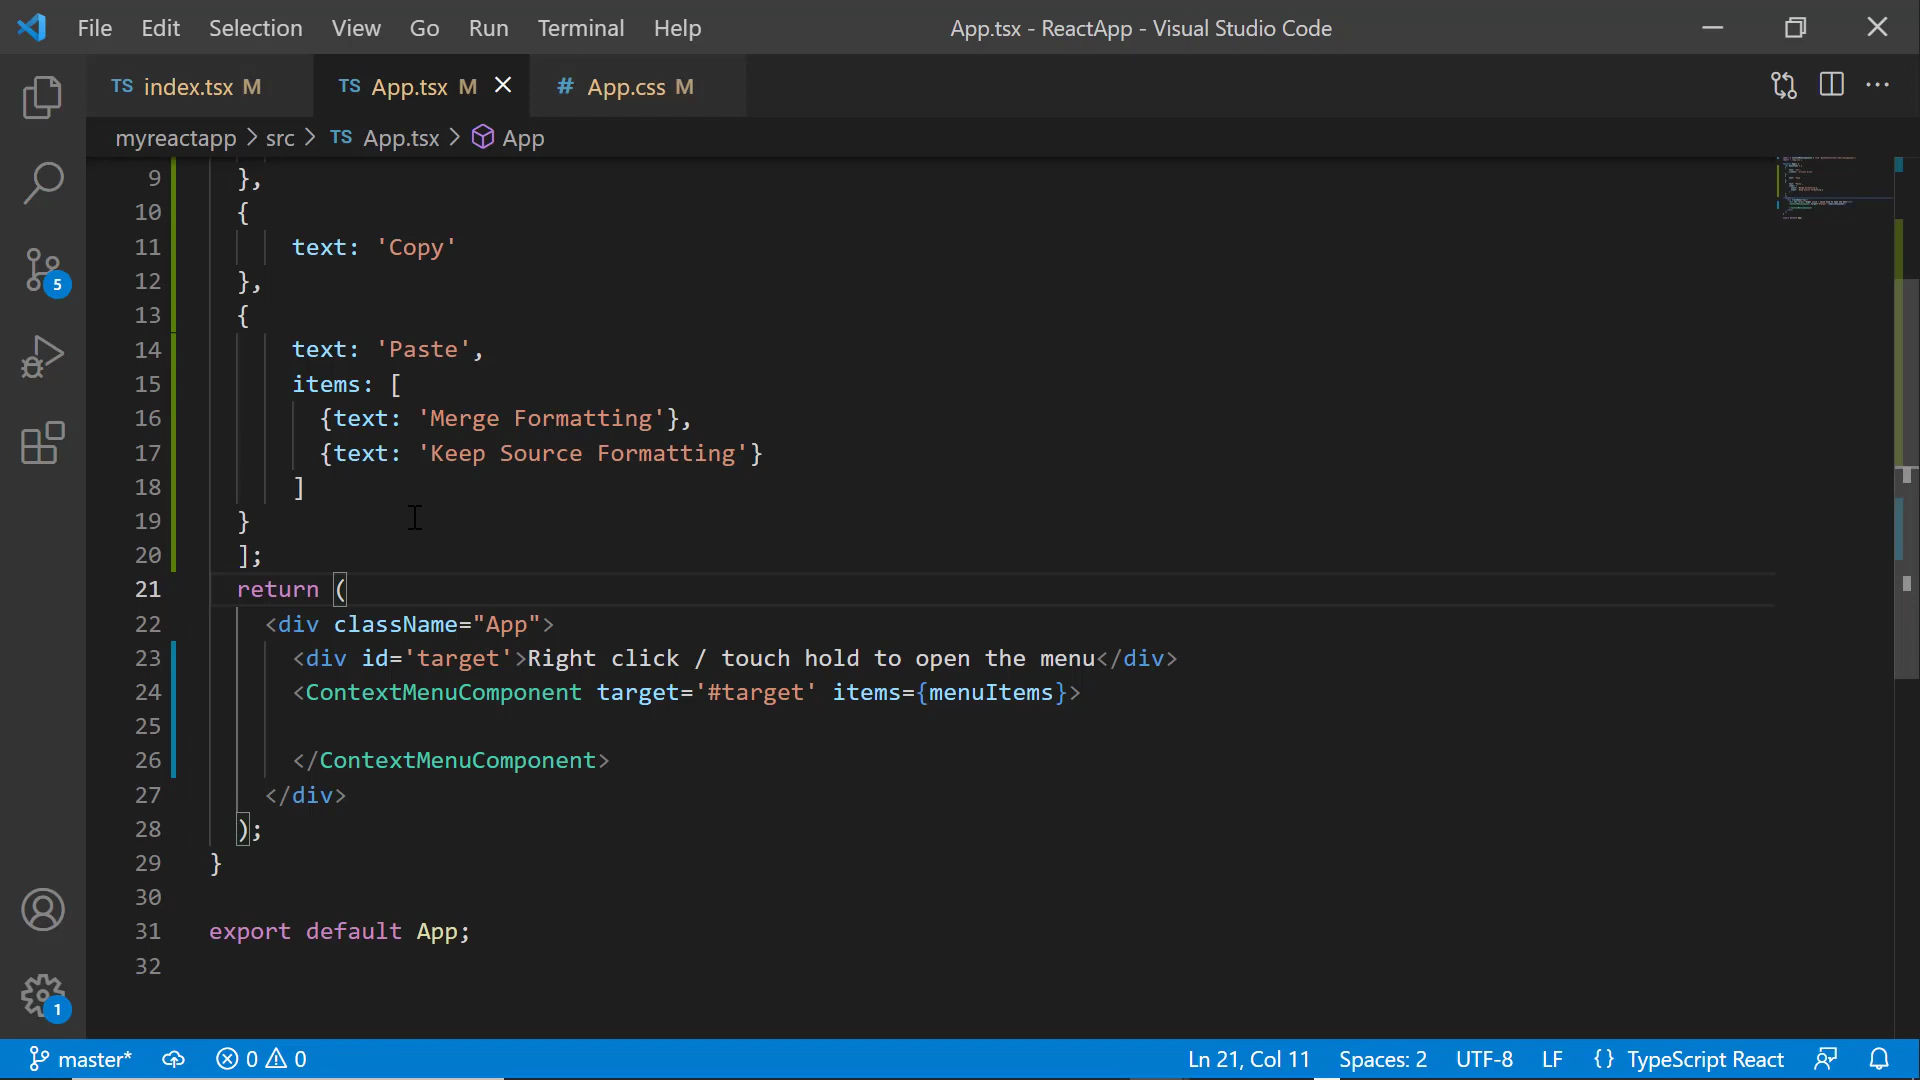 File Edit Selection View Go Run Terminal Help App.tsx - ReactApp - Visual Studio Code
TS index.tsx M TS App.tsx M # App.css M
myreactapp > src > TS App.tsx > App
9 },
10 {
11 text: 'Copy'
12 },
13 {
14 text: 'Paste',
15 items: [
16 {text: 'Merge Formatting'},
17 {text: 'Keep Source Formatting'}
18 ]
19 }
20 ];
21 return (
22 <div className="App">
23 <div id='target'>Right click / touch hold to open the menu</div>
24 <ContextMenuComponent target='#target' items={menuItems}>
25
26 </ContextMenuComponent>
27 </div>
28 );
29 }
30
31 export default App;
32
5
1
master* 0 0 Ln 21, Col 11 Spaces: 2 UTF-8 LF {} TypeScript React